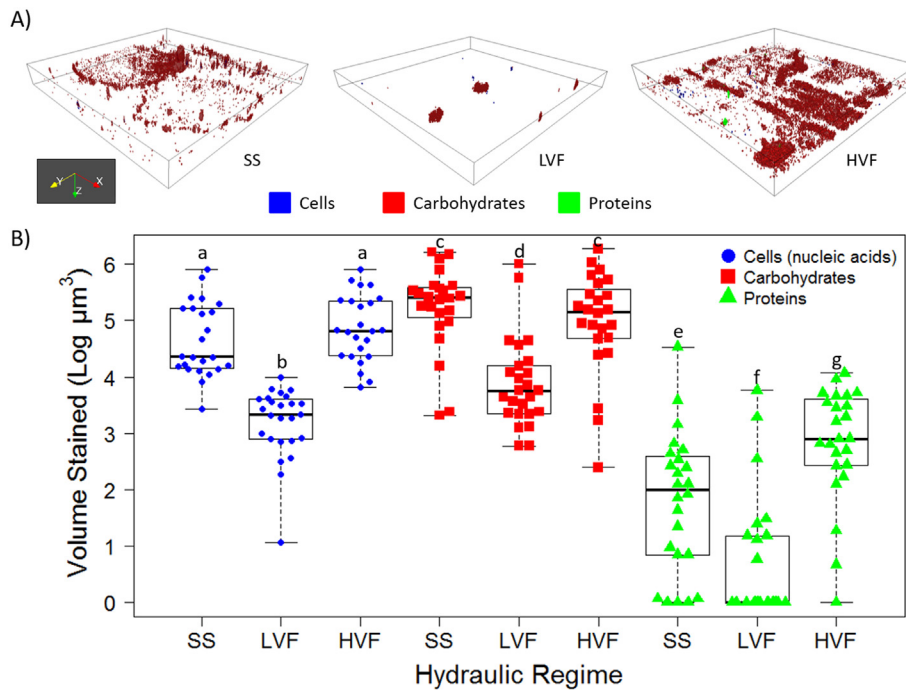 A)
SS
LVF
HVF
Y Z X
Cells
Carbohydrates
Proteins
B)
Volume Stained (Log µm³)
6
5
4
3
2
1
0
a
b
a
c
d
c
e
f
g
Cells (nucleic acids)
Carbohydrates
Proteins
SS LVF HVF SS LVF HVF SS LVF HVF
Hydraulic Regime